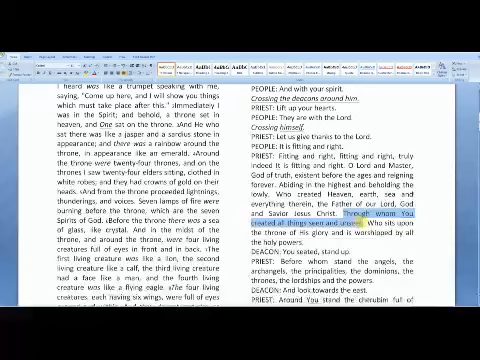 I heard was like a trumpet speaking with me,
saying, "Come up here, and I will show you things
which must take place after this." Immediately I
was in the Spirit; and behold, a throne set in
heaven, and One sat on the throne. And He who
sat there was like a jasper and a sardius stone in
appearance; and there was a rainbow around the
throne, in appearance like an emerald. Around
the throne were twenty-four thrones, and on the
thrones I saw twenty-four elders sitting, clothed in
white robes; and they had crowns of gold on their
heads. And from the throne proceeded lightnings,
thunderings, and voices. Seven lamps of fire were
burning before the throne, which are the seven
Spirits of God. Before the throne there was a sea
of glass, like crystal. And in the midst of the
throne, and around the throne, were four living
creatures full of eyes in front and in back. The
first living creature was like a lion, the second
living creature like a calf, the third living creature
had a face like a man, and the fourth living
creature was like a flying eagle. The four living
creatures, each having six wings, were full of eyes
PEOPLE: And with your spirit.
Crossing the deacons around him.
PRIEST: Lift up your hearts.
PEOPLE: They are with the Lord.
Crossing himself.
PRIEST: Let us give thanks to the Lord.
PEOPLE: It is fitting and right.
PRIEST: Fitting and right, fitting and right, truly
indeed it is fitting and right. O Lord and Master,
God of truth, existent before the ages and reigning
forever. Abiding in the highest and beholding the
lowly. Who created Heaven, earth, sea and
everything therein, the Father of our Lord, God
and Savior Jesus Christ. Through whom You
created all things seen and unseen. Who sits upon
the throne of His glory and is worshipped by all
the holy powers.
DEACON: You seated, stand up.
PRIEST: Before whom stand the angels, the
archangels, the principalities, the dominions, the
thrones, the lordships and the powers.
DEACON: And look towards the east.
PRIEST: Around You stand the cherubim full of